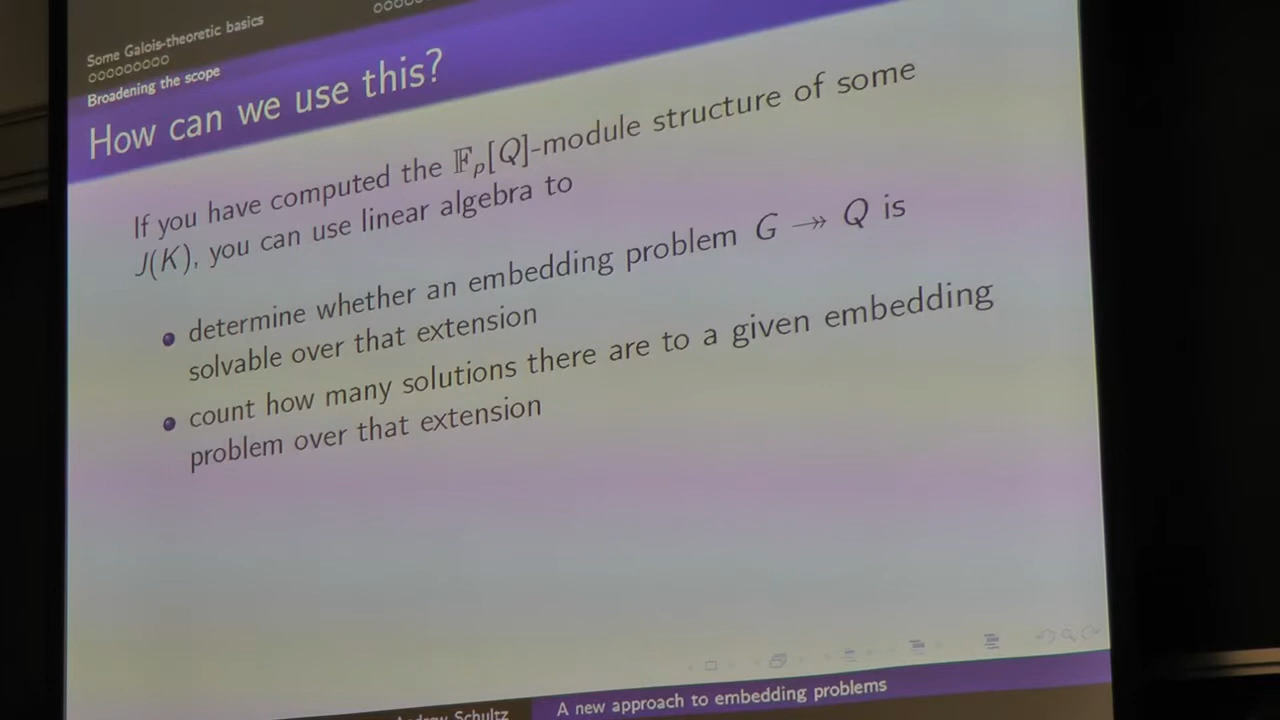 Some Galois-theoretic basics
Broadening the scope
How can we use this?
If you have computed the 𝔽ₚ[Q]-module structure of some
J(K), you can use linear algebra to
determine whether an embedding problem G ↠ Q is
solvable over that extension
count how many solutions there are to a given embedding
problem over that extension
Schultz
A new approach to embedding problems